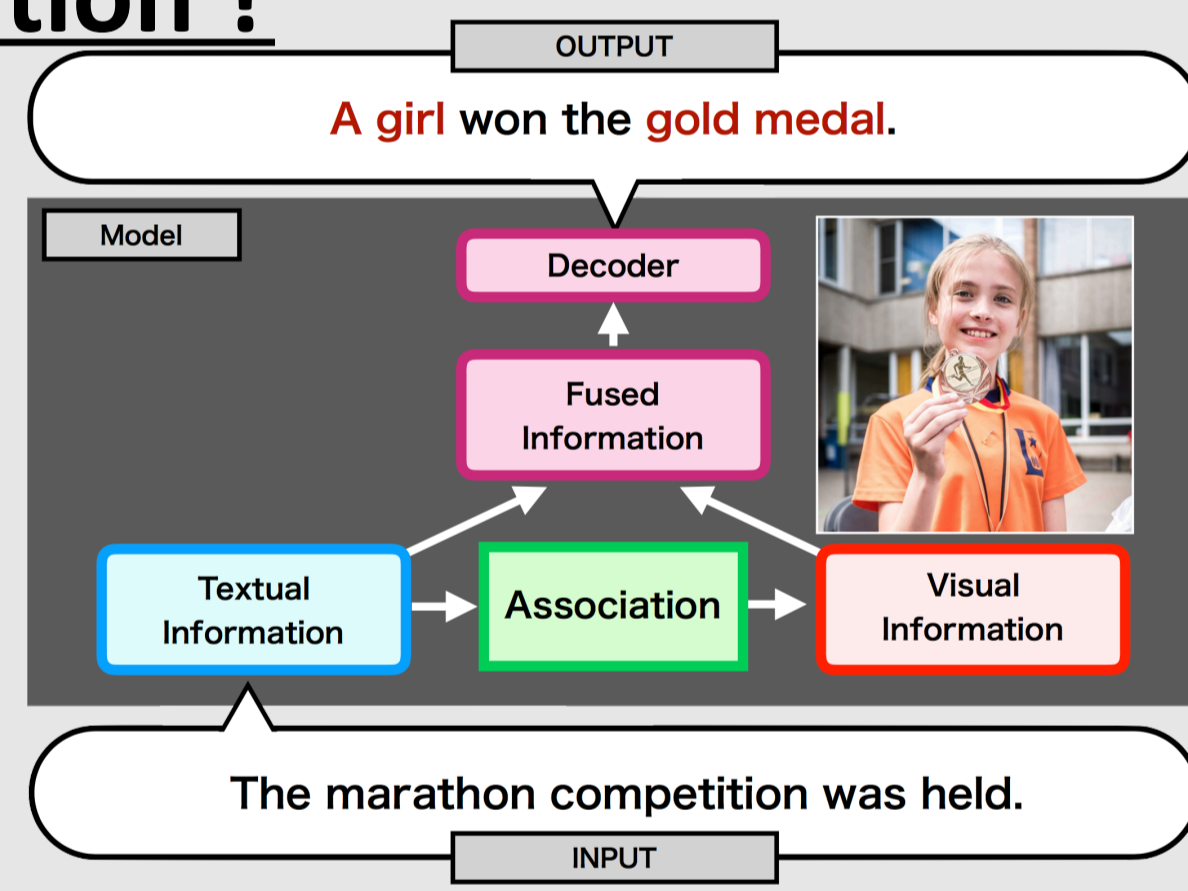 OUTPUT
A girl won the gold medal.
Model
Decoder
Fused
Information
Textual
Information
Association
Visual
Information
The marathon competition was held.
INPUT